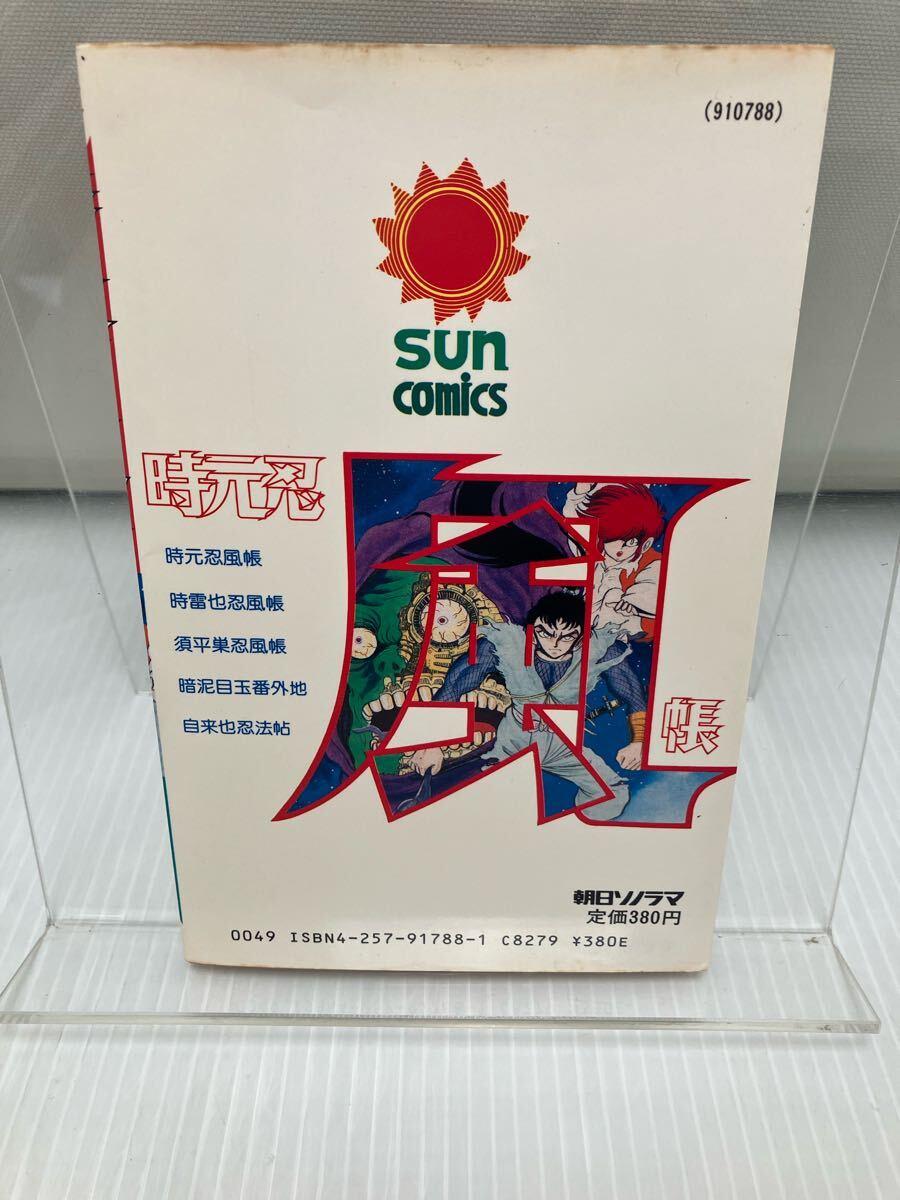 (910788)
sun
comics
時元忍
風
帳
時元忍風帳
時雷也忍風帳
須平巣忍風帳
暗泥目玉番外地
自来也忍法帖
朝日ソノラマ
定価380円
0049 ISBN4-257-91788-1 C8279 ¥380E